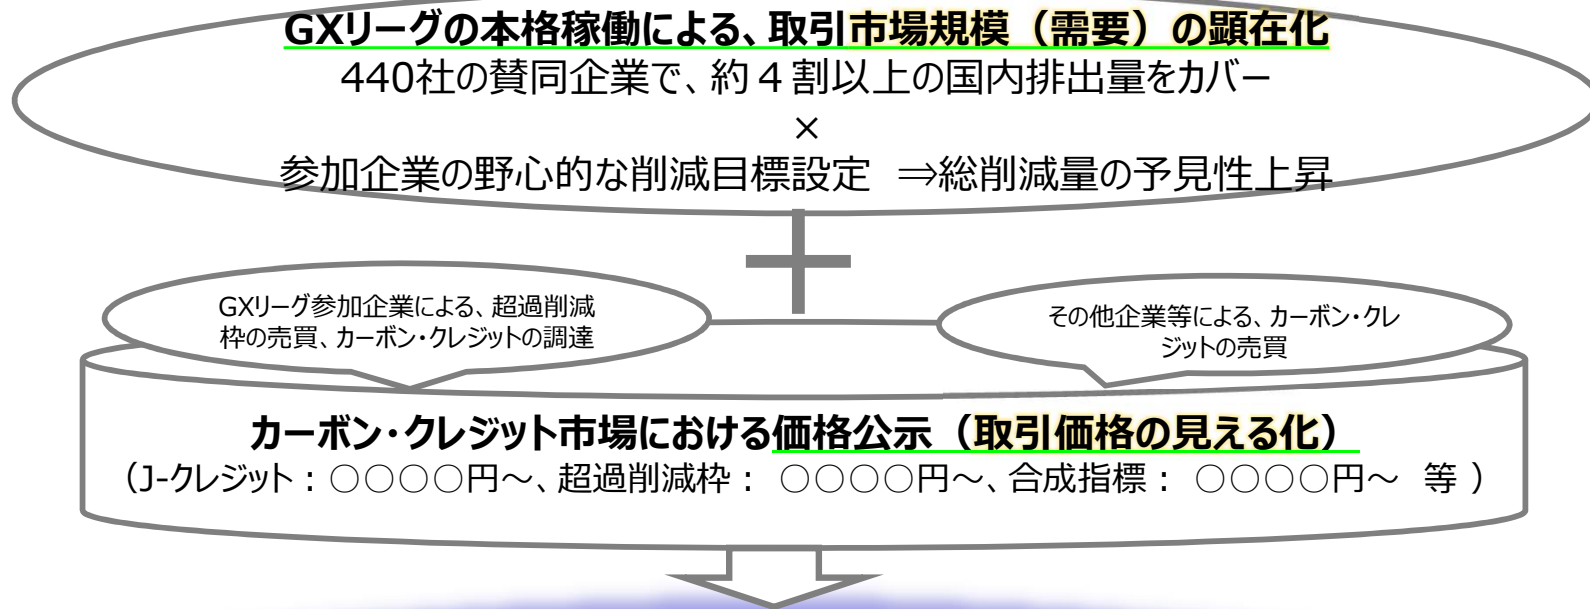 GXリーグの本格稼働による、取引市場規模（需要）の顕在化
440社の賛同企業で、約４割以上の国内排出量をカバー
×
参加企業の野心的な削減目標設定　⇒総削減量の予見性上昇
GXリーグ参加企業による、超過削減
枠の売買、カーボン・クレジットの調達
その他企業等による、カーボン・クレ
ジットの売買
カーボン・クレジット市場における価格公示（取引価格の見える化）
（J-クレジット：○○○○円～、超過削減枠： ○○○○円～、合成指標： ○○○○円～ 等 ）